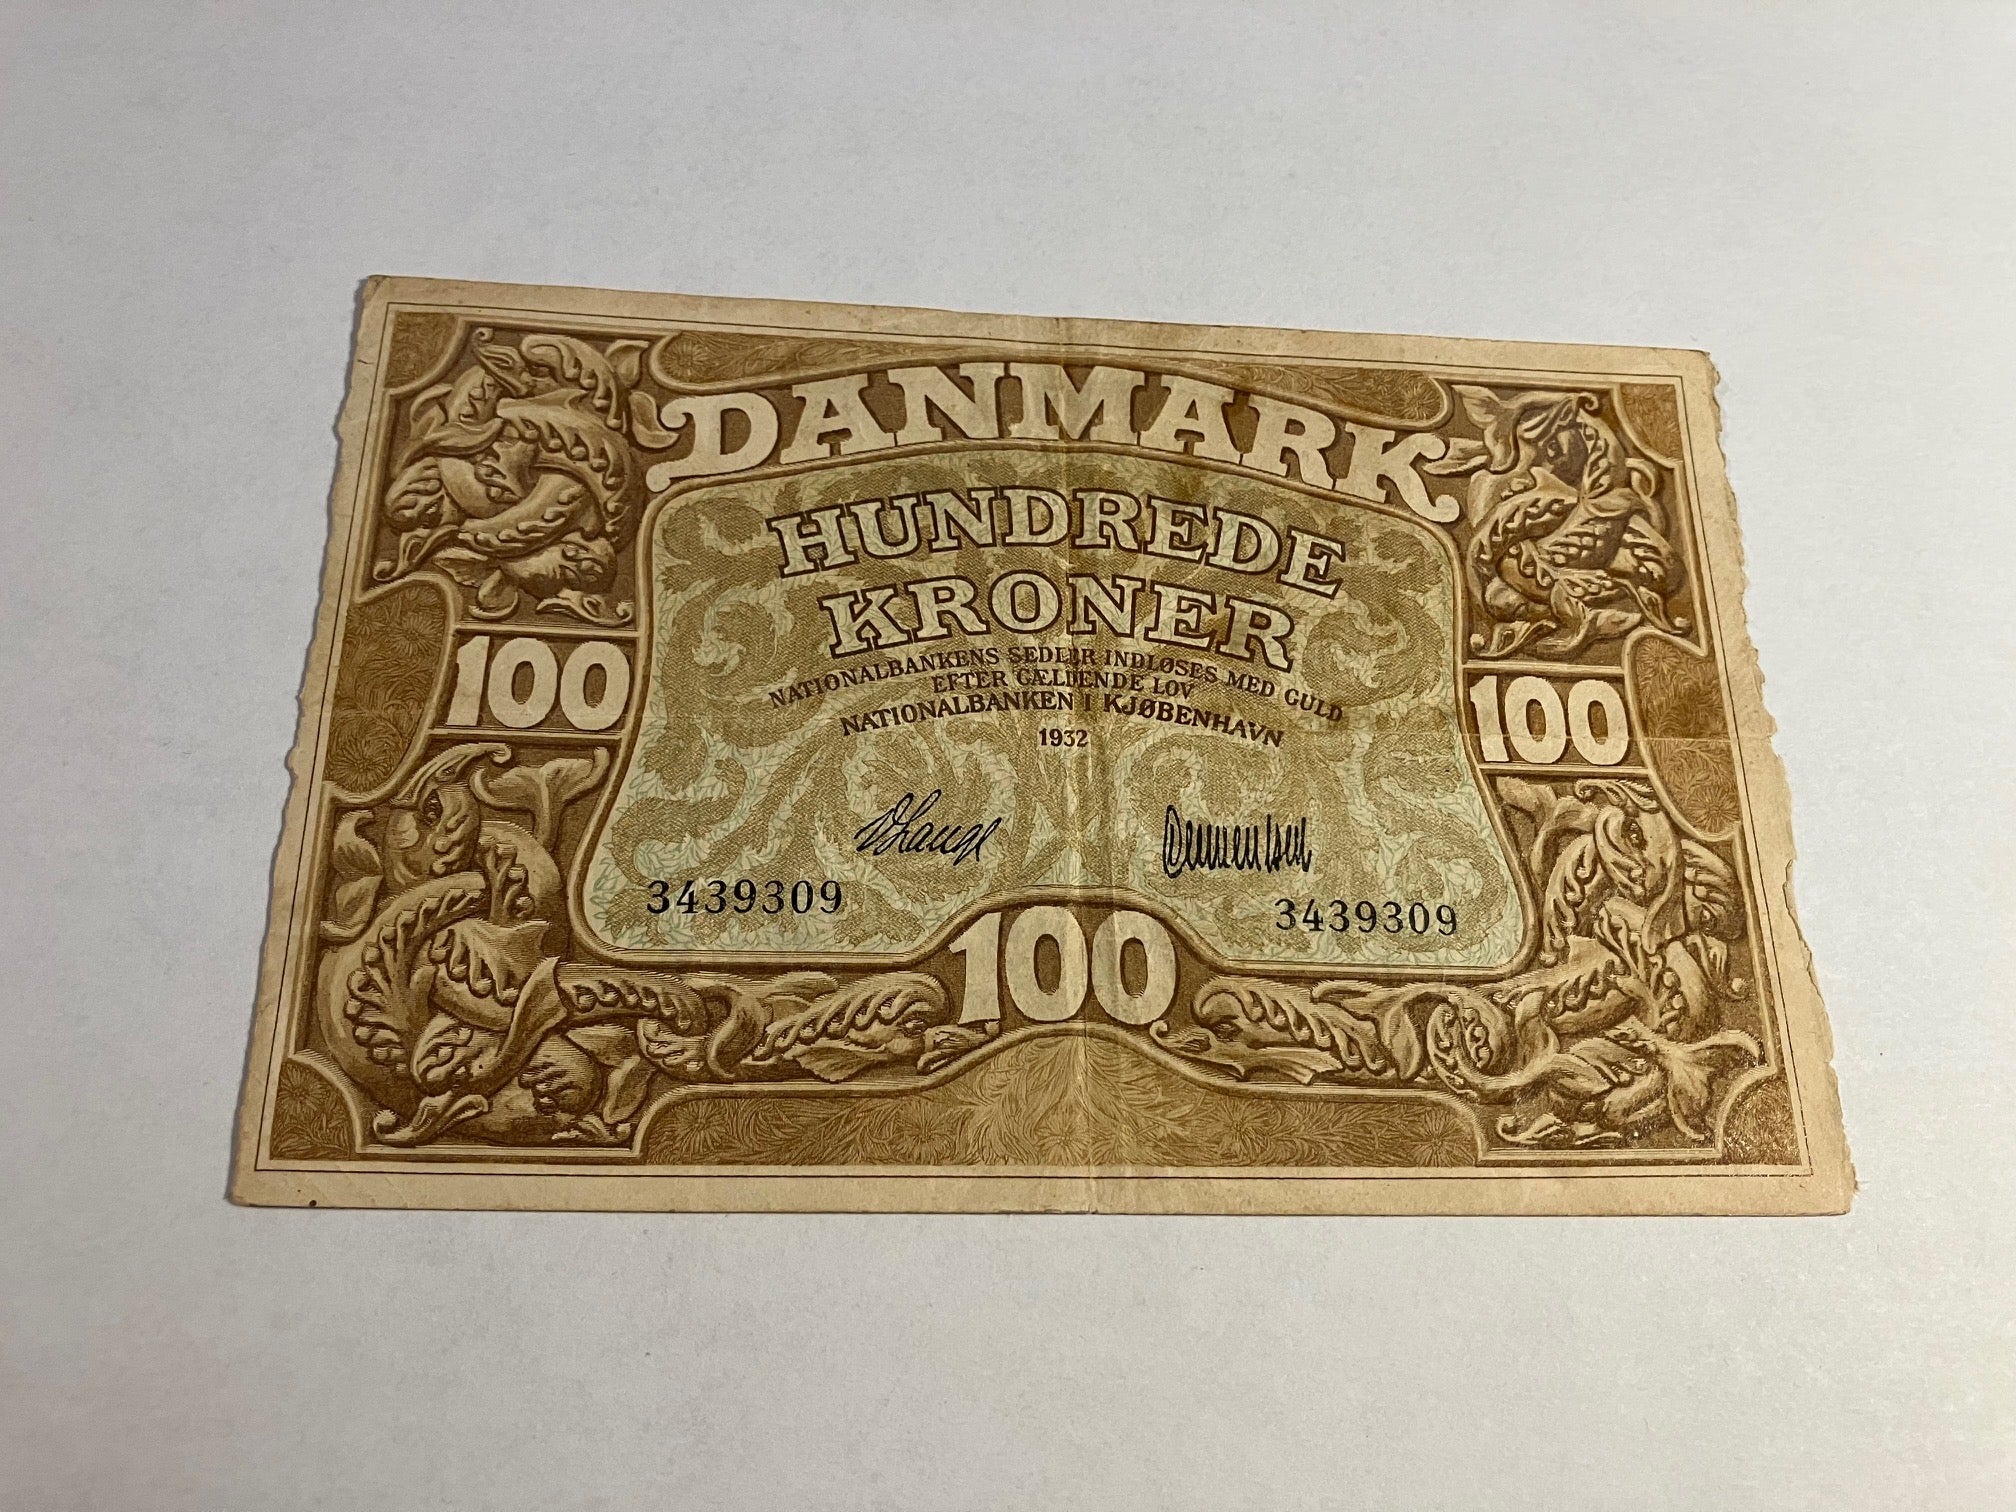 DANMARK
HUNDREDE
KRONER
NATIONALBANKENS SEDLER INDLØSES MED GULD
EFTER GÆLDENDE LOV
NATIONALBANKEN I KJØBENHAVN
1932
100
100
V Lange
3439309
3439309
100